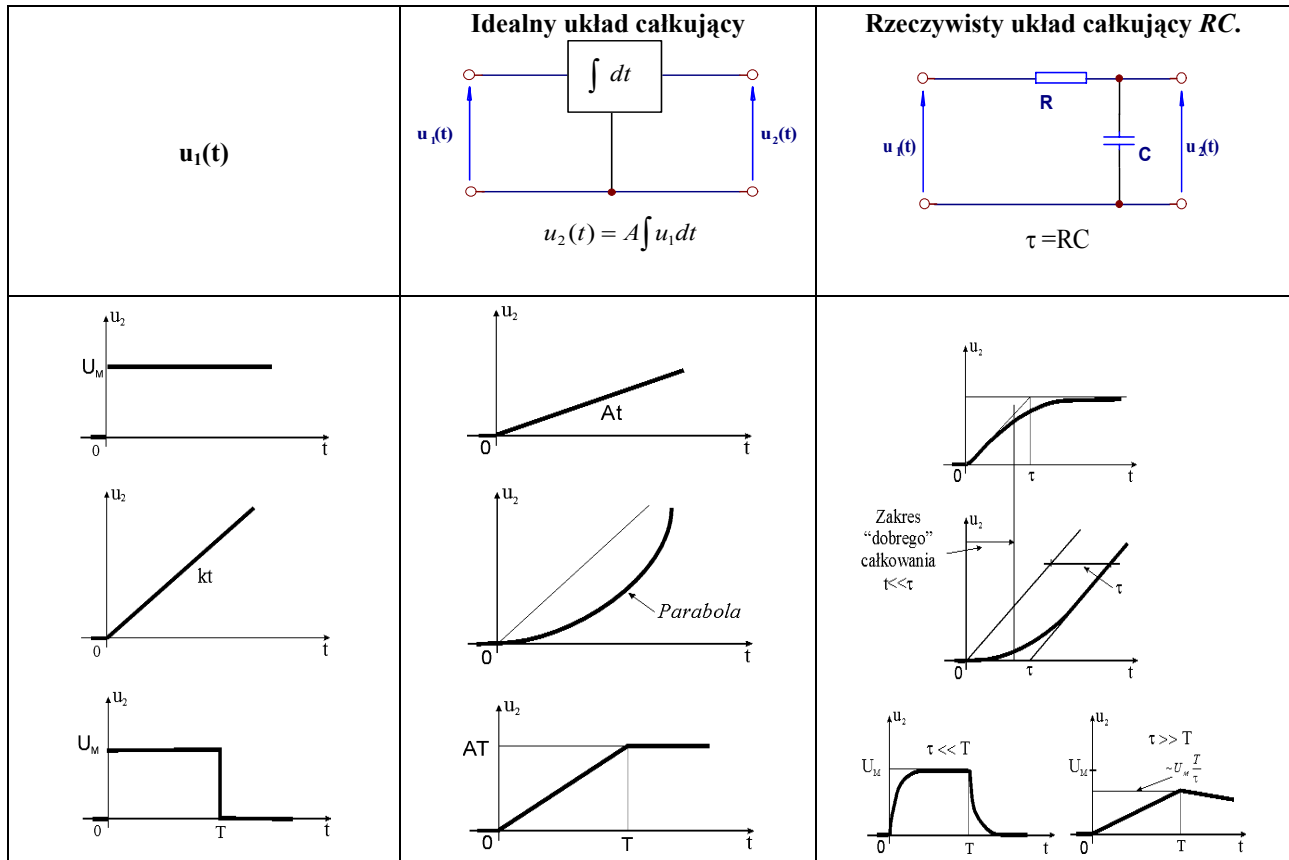 Idealny układ całkujący
Rzeczywisty układ całkujący RC.
u₁(t)
∫ dt
u₁(t)
u₂(t)
u₂(t) = A∫u₁dt
R
C
u₁(t)
u₂(t)
τ =RC
u₂
U_M
0
t
u₂
At
0
t
u₂
0
τ
t
u₂
kt
0
t
u₂
Parabola
0
t
Zakres
“dobrego”
całkowania
t<<τ
u₂
τ
0
τ
t
u₂
U_M
0
T
t
u₂
AT
0
T
t
u₂
τ << T
U_M
0
T
t
u₂
τ >> T
U_M
~U_M T/τ
0
T
t